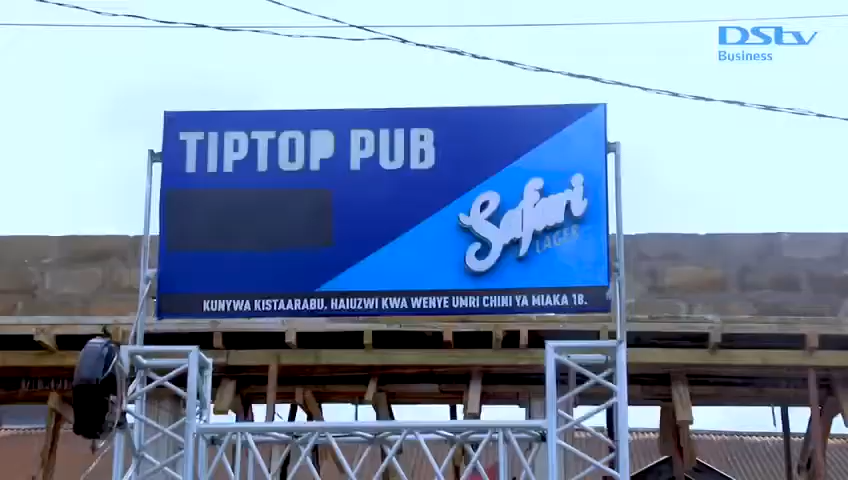 DStv
Business
TIPTOP PUB
Safari
LAGER
KUNYWA KISTAARABU, HAIUZWI KWA WENYE UMRI CHINI YA MIAKA 18.